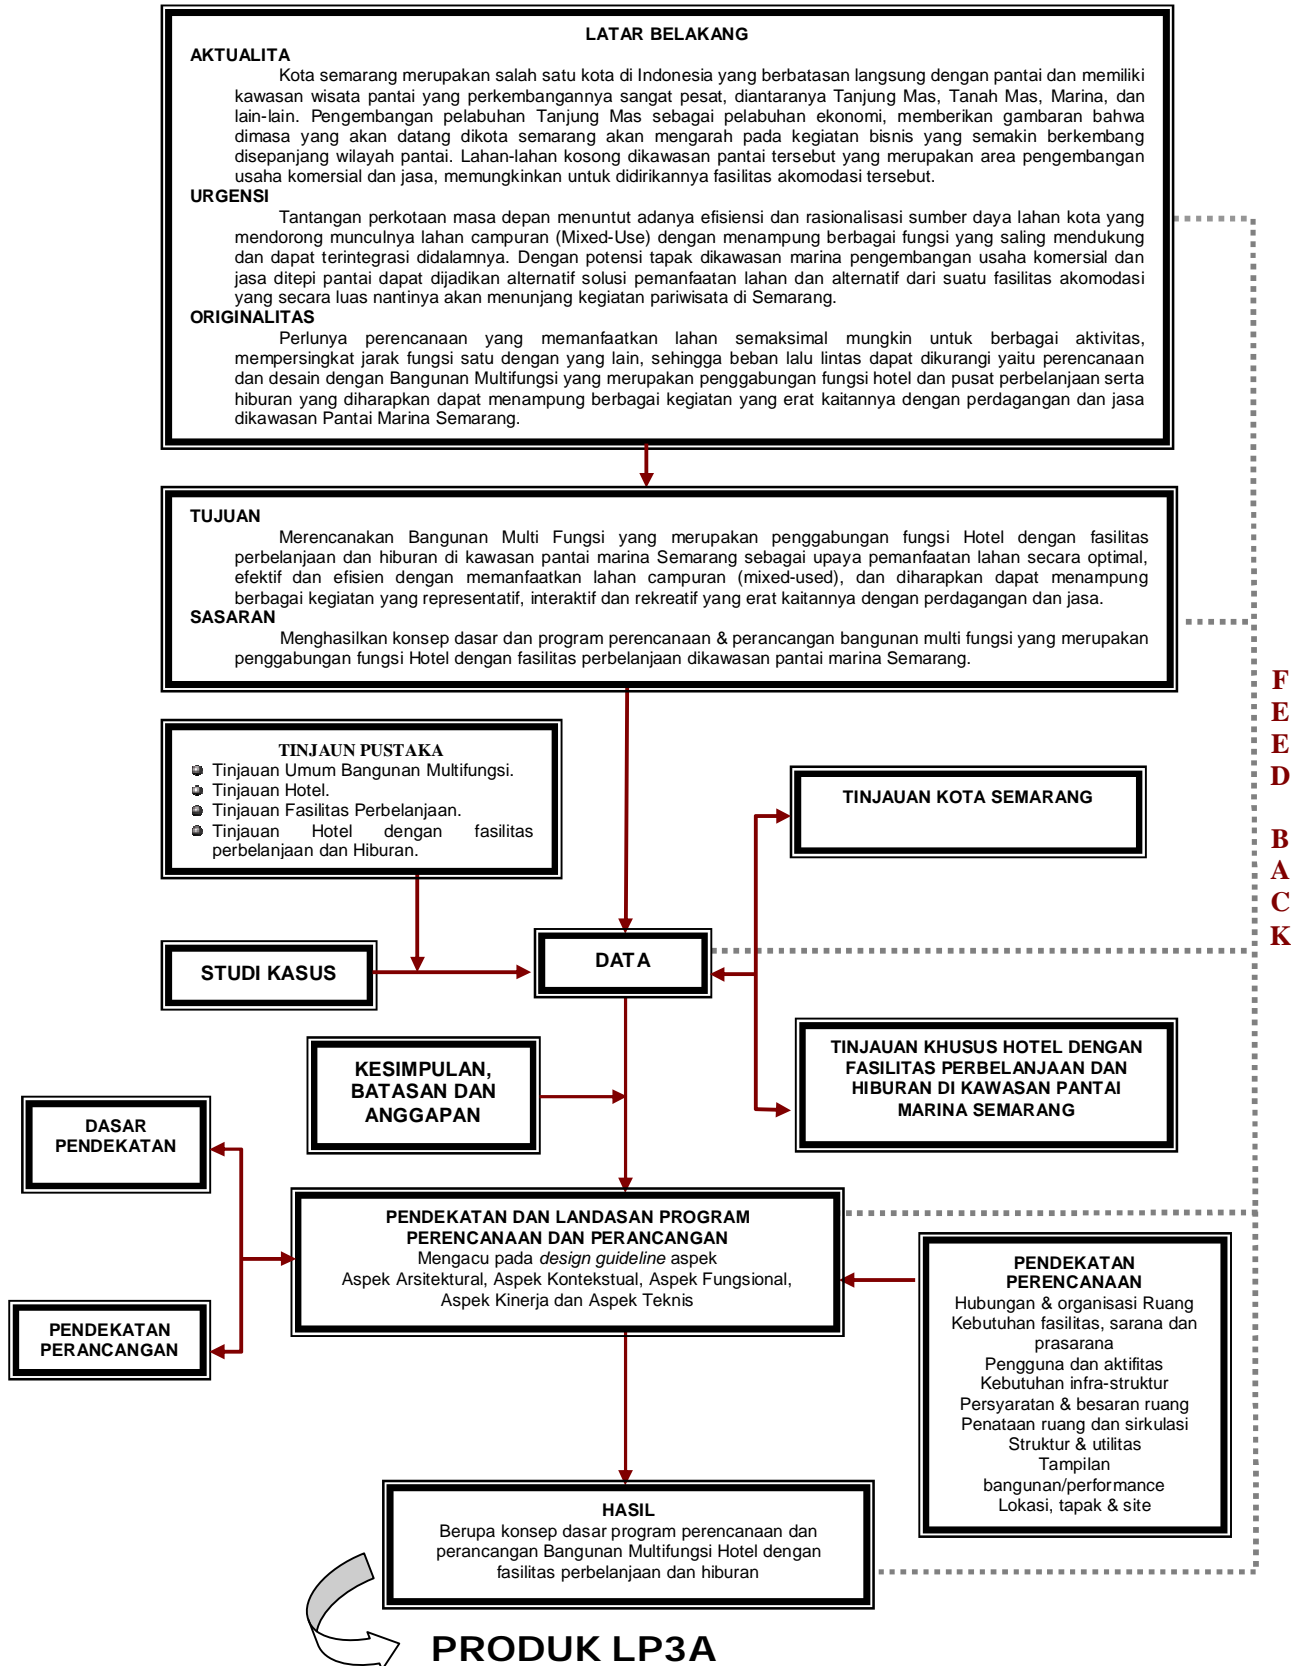 LATAR BELAKANG
AKTUALITA
Kota semarang merupakan salah satu kota di Indonesia yang berbatasan langsung dengan pantai dan memiliki
kawasan wisata pantai yang perkembangannya sangat pesat, diantaranya Tanjung Mas, Tanah Mas, Marina, dan
lain-lain. Pengembangan pelabuhan Tanjung Mas sebagai pelabuhan ekonomi, memberikan gambaran bahwa
dimasa yang akan datang dikota semarang akan mengarah pada kegiatan bisnis yang semakin berkembang
disepanjang wilayah pantai. Lahan-lahan kosong dikawasan pantai tersebut yang merupakan area pengembangan
usaha komersial dan jasa, memungkinkan untuk didirikannya fasilitas akomodasi tersebut.
URGENSI
Tantangan perkotaan masa depan menuntut adanya efisiensi dan rasionalisasi sumber daya lahan kota yang
mendorong munculnya lahan campuran (Mixed-Use) dengan menampung berbagai fungsi yang saling mendukung
dan dapat terintegrasi didalamnya. Dengan potensi tapak dikawasan marina pengembangan usaha komersial dan
jasa ditepi pantai dapat dijadikan alternatif solusi pemanfaatan lahan dan alternatif dari suatu fasilitas akomodasi
yang secara luas nantinya akan menunjang kegiatan pariwisata di Semarang.
ORIGINALITAS
Perlunya perencanaan yang memanfaatkan lahan semaksimal mungkin untuk berbagai aktivitas,
mempersingkat jarak fungsi satu dengan yang lain, sehingga beban lalu lintas dapat dikurangi yaitu perencanaan
dan desain dengan Bangunan Multifungsi yang merupakan penggabungan fungsi hotel dan pusat perbelanjaan serta
hiburan yang diharapkan dapat menampung berbagai kegiatan yang erat kaitannya dengan perdagangan dan jasa
dikawasan Pantai Marina Semarang.
TUJUAN
Merencanakan Bangunan Multi Fungsi yang merupakan penggabungan fungsi Hotel dengan fasilitas
perbelanjaan dan hiburan di kawasan pantai marina Semarang sebagai upaya pemanfaatan lahan secara optimal,
efektif dan efisien dengan memanfaatkan lahan campuran (mixed-used), dan diharapkan dapat menampung
berbagai kegiatan yang representatif, interaktif dan rekreatif yang erat kaitannya dengan perdagangan dan jasa.
SASARAN
Menghasilkan konsep dasar dan program perencanaan & perancangan bangunan multi fungsi yang merupakan
penggabungan fungsi Hotel dengan fasilitas perbelanjaan dikawasan pantai marina Semarang.
FEED BACK
TINJAUN PUSTAKA
Tinjauan Umum Bangunan Multifungsi.
Tinjauan Hotel.
Tinjauan Fasilitas Perbelanjaan.
Tinjauan Hotel dengan fasilitas
perbelanjaan dan Hiburan.
TINJAUAN KOTA SEMARANG
STUDI KASUS
DATA
KESIMPULAN,
BATASAN DAN
ANGGAPAN
TINJAUAN KHUSUS HOTEL DENGAN
FASILITAS PERBELANJAAN DAN
HIBURAN DI KAWASAN PANTAI
MARINA SEMARANG
DASAR
PENDEKATAN
PENDEKATAN DAN LANDASAN PROGRAM
PERENCANAAN DAN PERANCANGAN
Mengacu pada design guideline aspek
Aspek Arsitektural, Aspek Kontekstual, Aspek Fungsional,
Aspek Kinerja dan Aspek Teknis
PENDEKATAN
PERANCANGAN
PENDEKATAN
PERENCANAAN
Hubungan & organisasi Ruang
Kebutuhan fasilitas, sarana dan
prasarana
Pengguna dan aktifitas
Kebutuhan infra-struktur
Persyaratan & besaran ruang
Penataan ruang dan sirkulasi
Struktur & utilitas
Tampilan
bangunan/performance
Lokasi, tapak & site
HASIL
Berupa konsep dasar program perencanaan dan
perancangan Bangunan Multifungsi Hotel dengan
fasilitas perbelanjaan dan hiburan
PRODUK LP3A